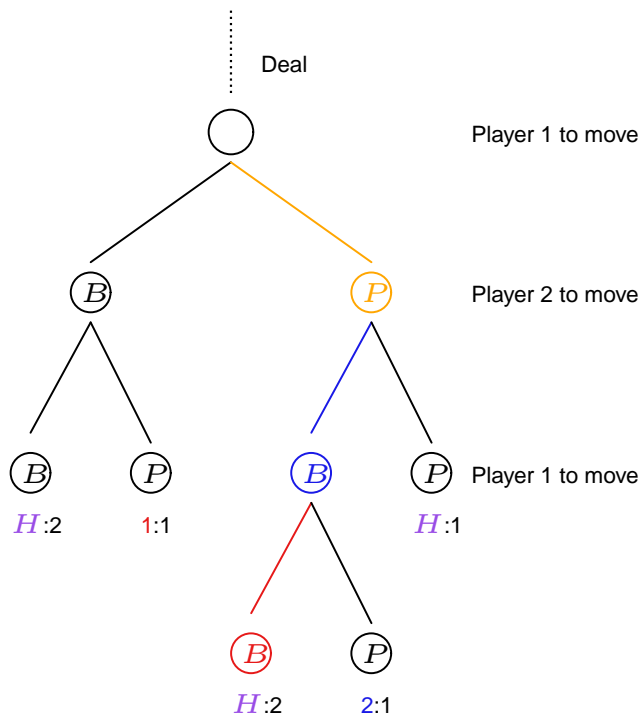 Deal
Player 1 to move
B P Player 2 to move
B P B P Player 1 to move
H:2 1:1 H:1
B P
H:2 2:1